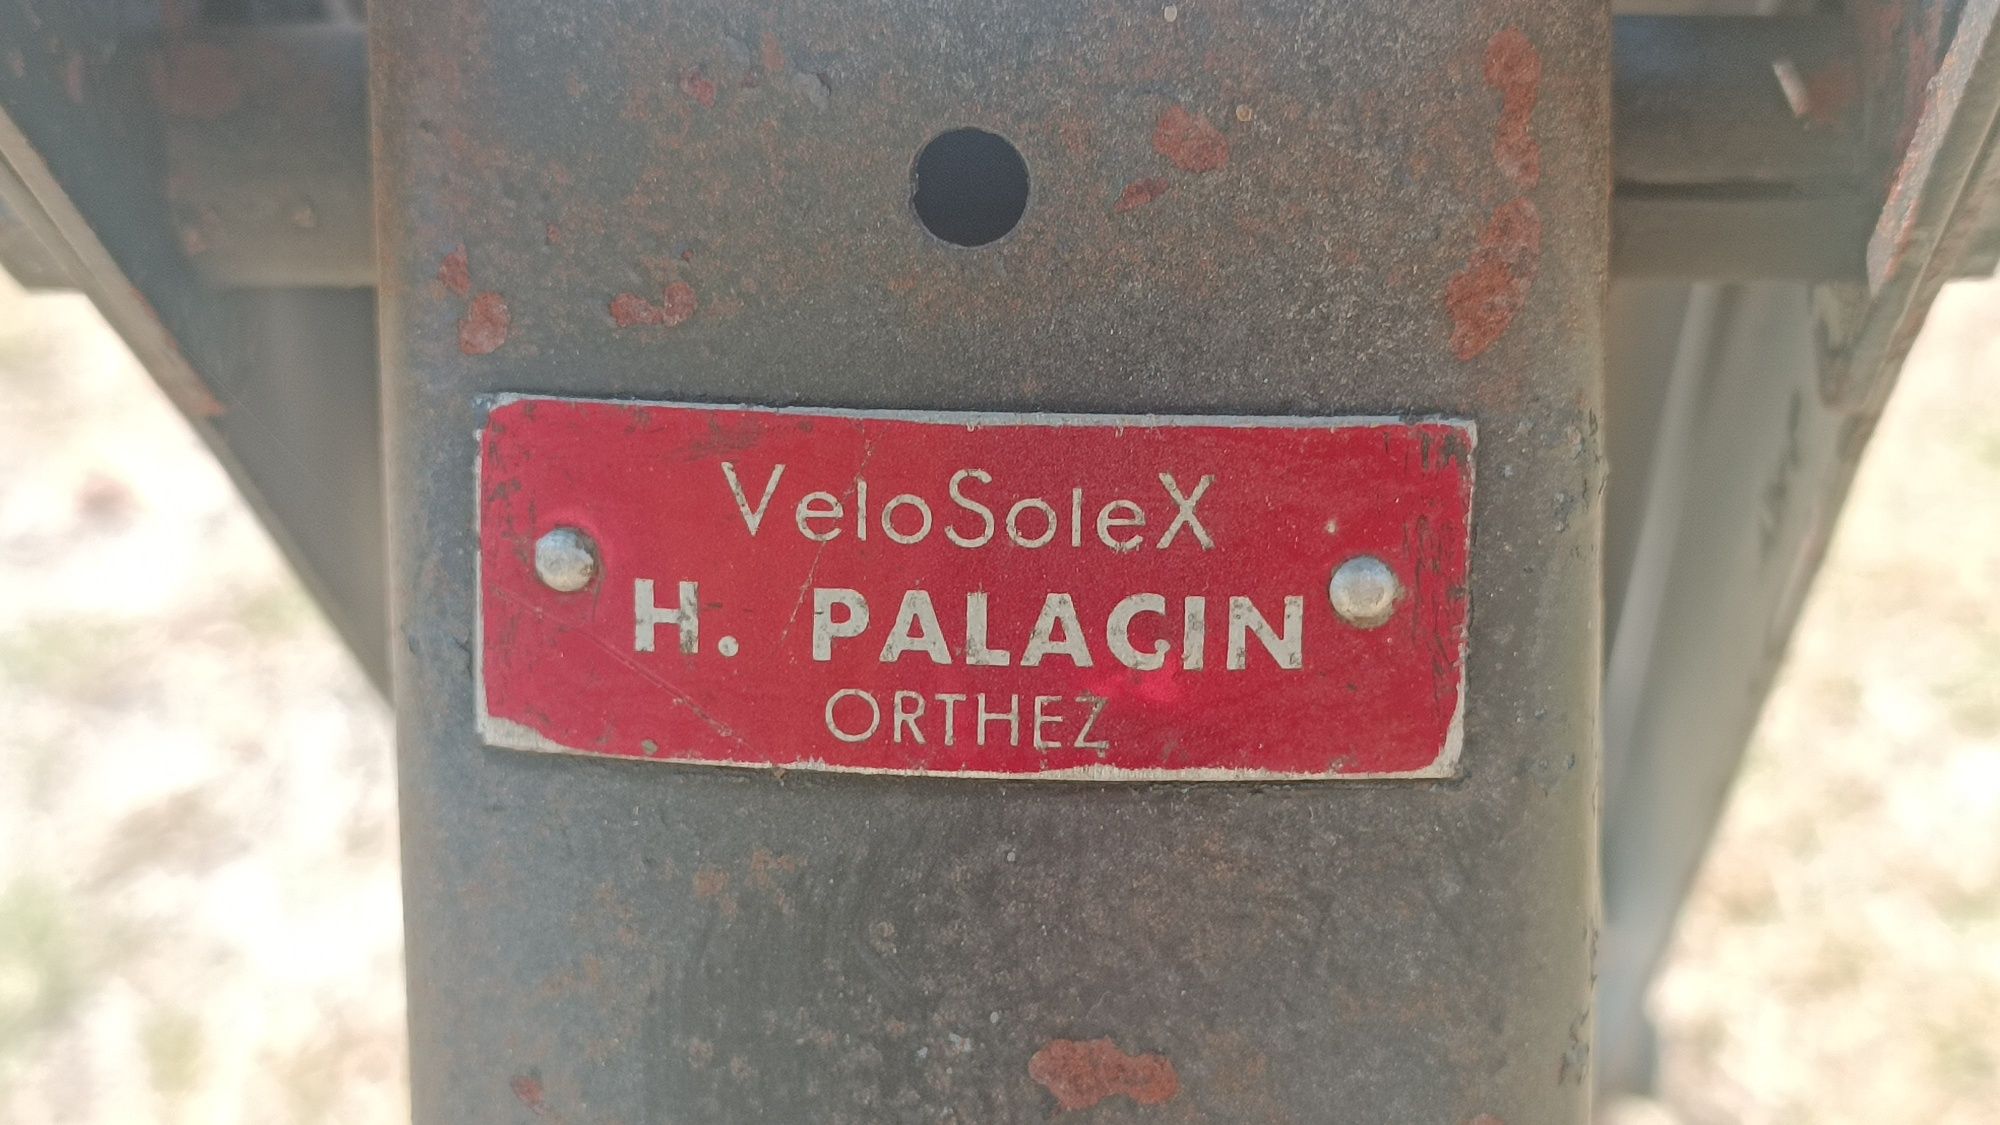 VeloSoleX
H. PALACIN
ORTHEZ